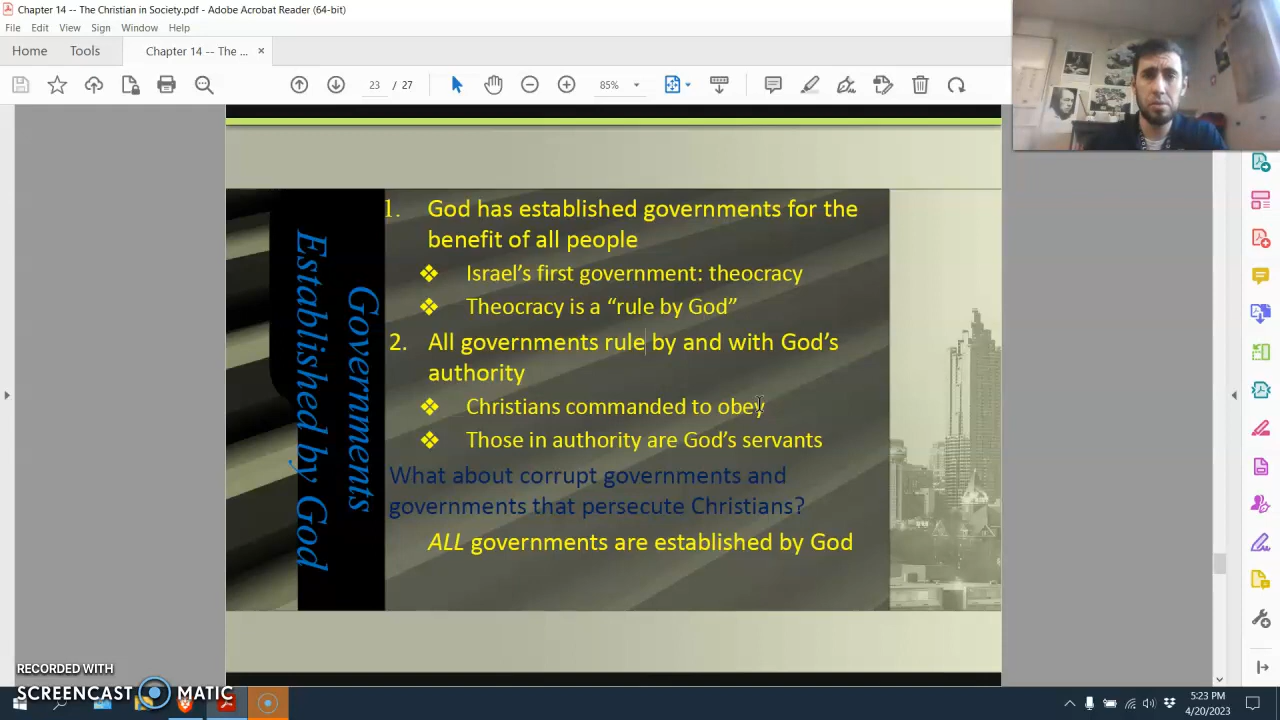 Chapter 14 -- The Christian in Society.pdf - Adobe Acrobat Reader (64-bit)
File Edit View Sign Window Help
Home Tools Chapter 14 -- The ... ×
23 / 27 85%
Governments
Established by God
1. God has established governments for the
benefit of all people
❖ Israel's first government: theocracy
❖ Theocracy is a “rule by God”
2. All governments rule by and with God's
authority
❖ Christians commanded to obey
❖ Those in authority are God's servants
What about corrupt governments and
governments that persecute Christians?
ALL governments are established by God
RECORDED WITH
SCREENCAST MATIC
5:23 PM
4/20/2023